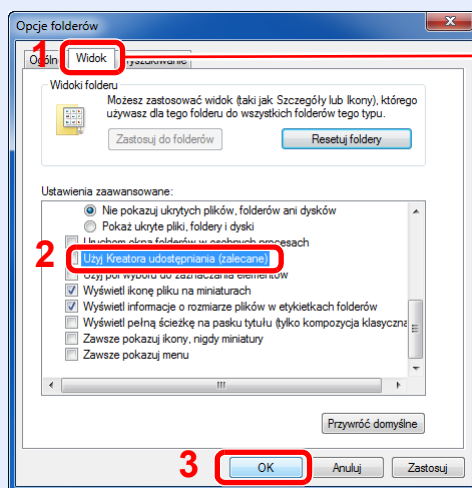 Opcje folderów
1
Widok
Widoki folderu
Możesz zastosować widok (taki jak Szczegóły lub Ikony), którego
używasz dla tego folderu do wszystkich folderów tego typu.
Zastosuj do folderów
Resetuj foldery
Ustawienia zaawansowane:
Nie pokazuj ukrytych plików, folderów ani dysków
Pokaż ukryte pliki, foldery i dyski
Uruchom okna folderów w osobnych procesach
2
Użyj Kreatora udostępniania (zalecane)
Użyj pól wyboru do zaznaczania elementów
Wyświetl ikonę pliku na miniaturach
Wyświetl informacje o rozmiarze plików w etykietkach folderów
Wyświetl pełną ścieżkę na pasku tytułu (tylko kompozycja klasyczna
Zawsze pokazuj ikony, nigdy miniatury
Zawsze pokazuj menu
Przywróć domyślne
3
OK
Anuluj
Zastosuj